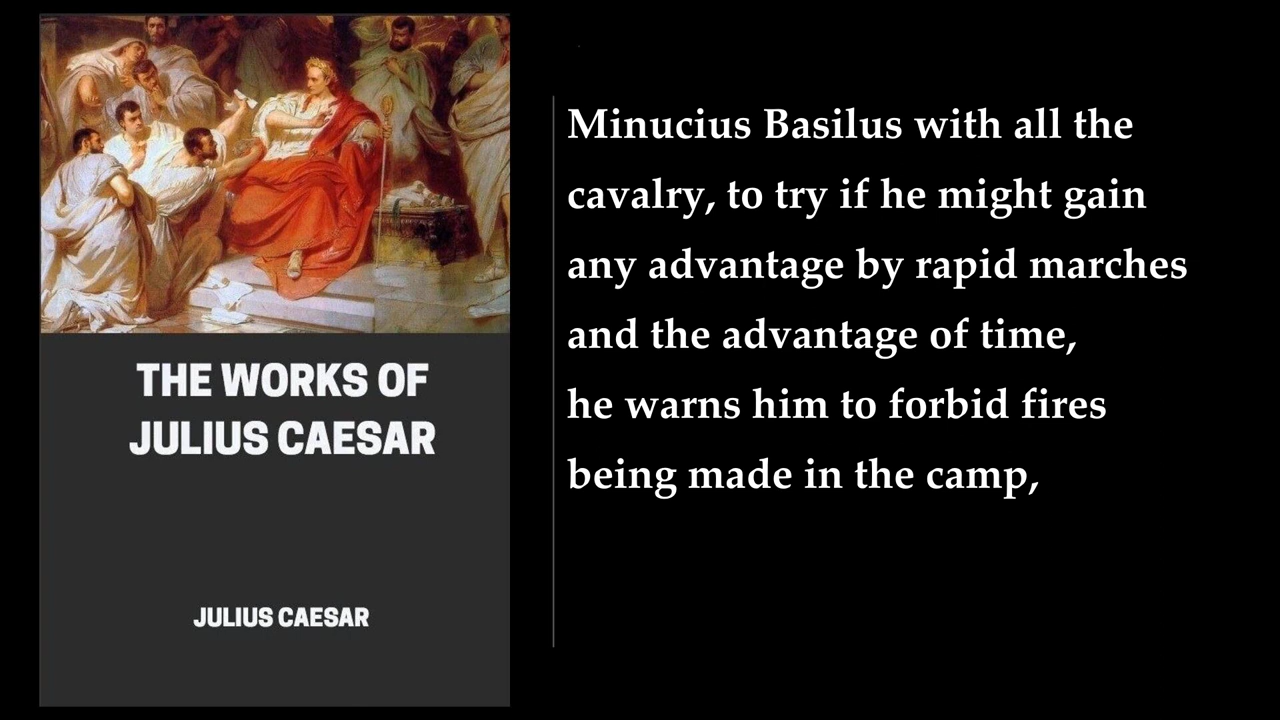 THE WORKS OF
JULIUS CAESAR
JULIUS CAESAR
Minucius Basilus with all the
cavalry, to try if he might gain
any advantage by rapid marches
and the advantage of time,
he warns him to forbid fires
being made in the camp,